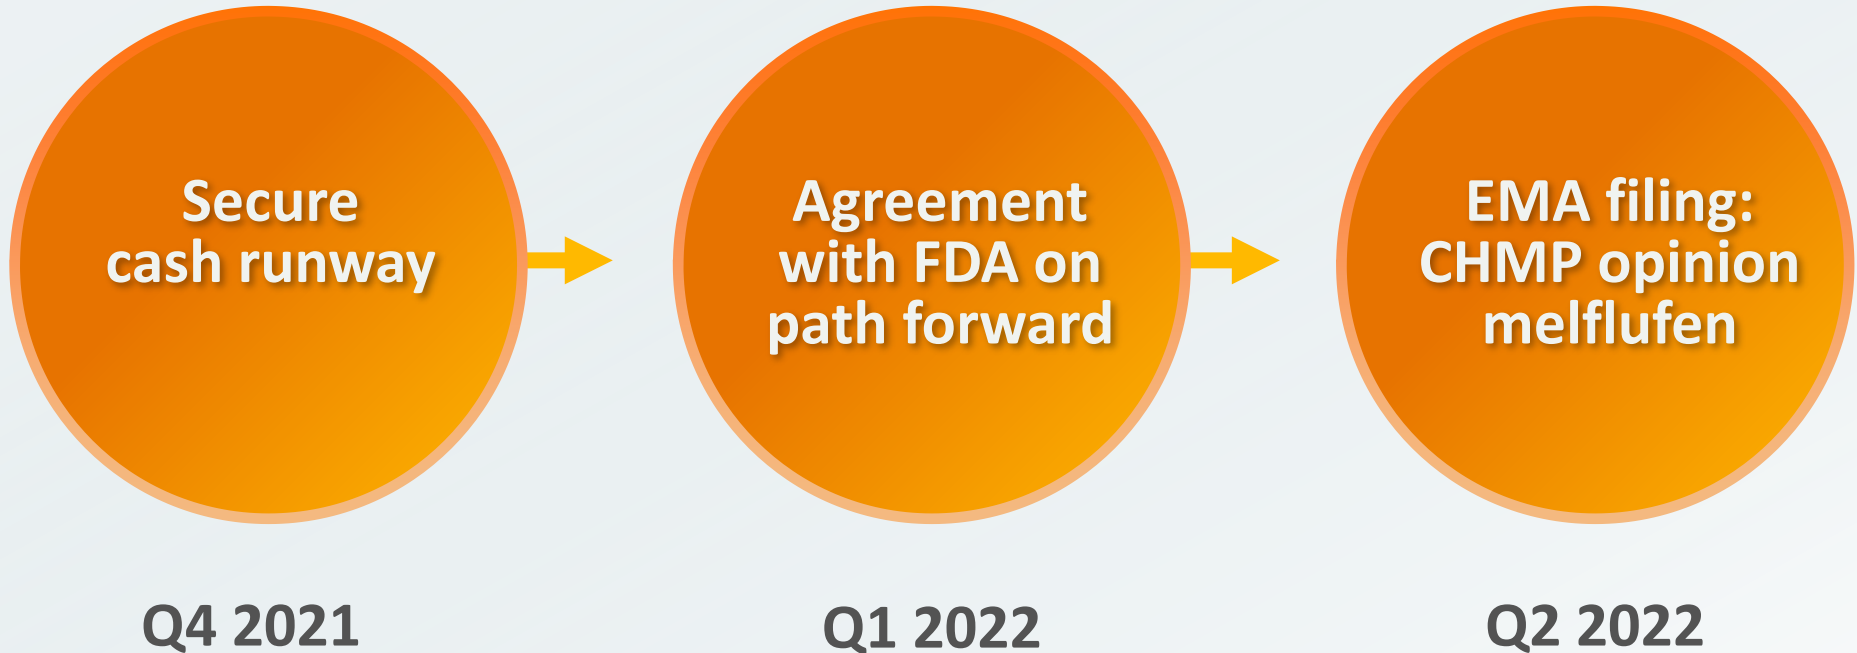 Secure
cash runway
Agreement
with FDA on
path forward
EMA filing:
CHMP opinion
melflufen
Q4 2021
Q1 2022
Q2 2022